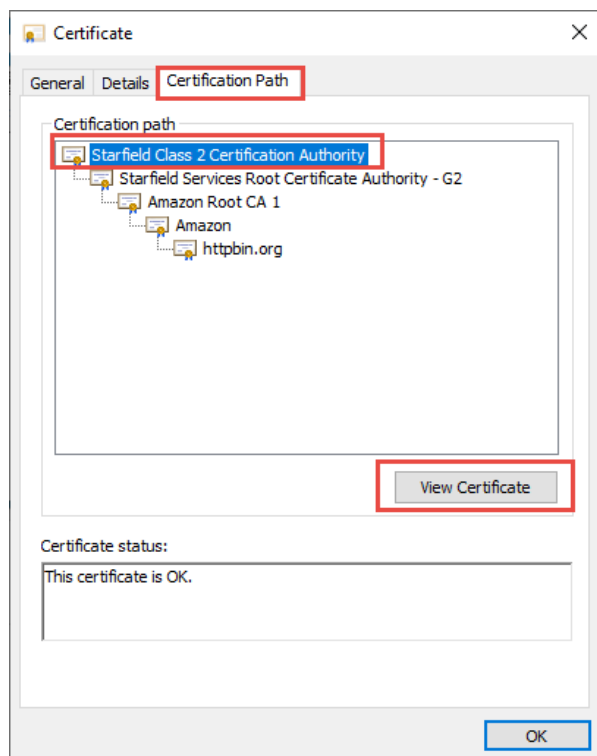 Certificate
General Details Certification Path
Certification path
Starfield Class 2 Certification Authority
Starfield Services Root Certificate Authority - G2
Amazon Root CA 1
Amazon
httpbin.org
View Certificate
Certificate status:
This certificate is OK.
OK